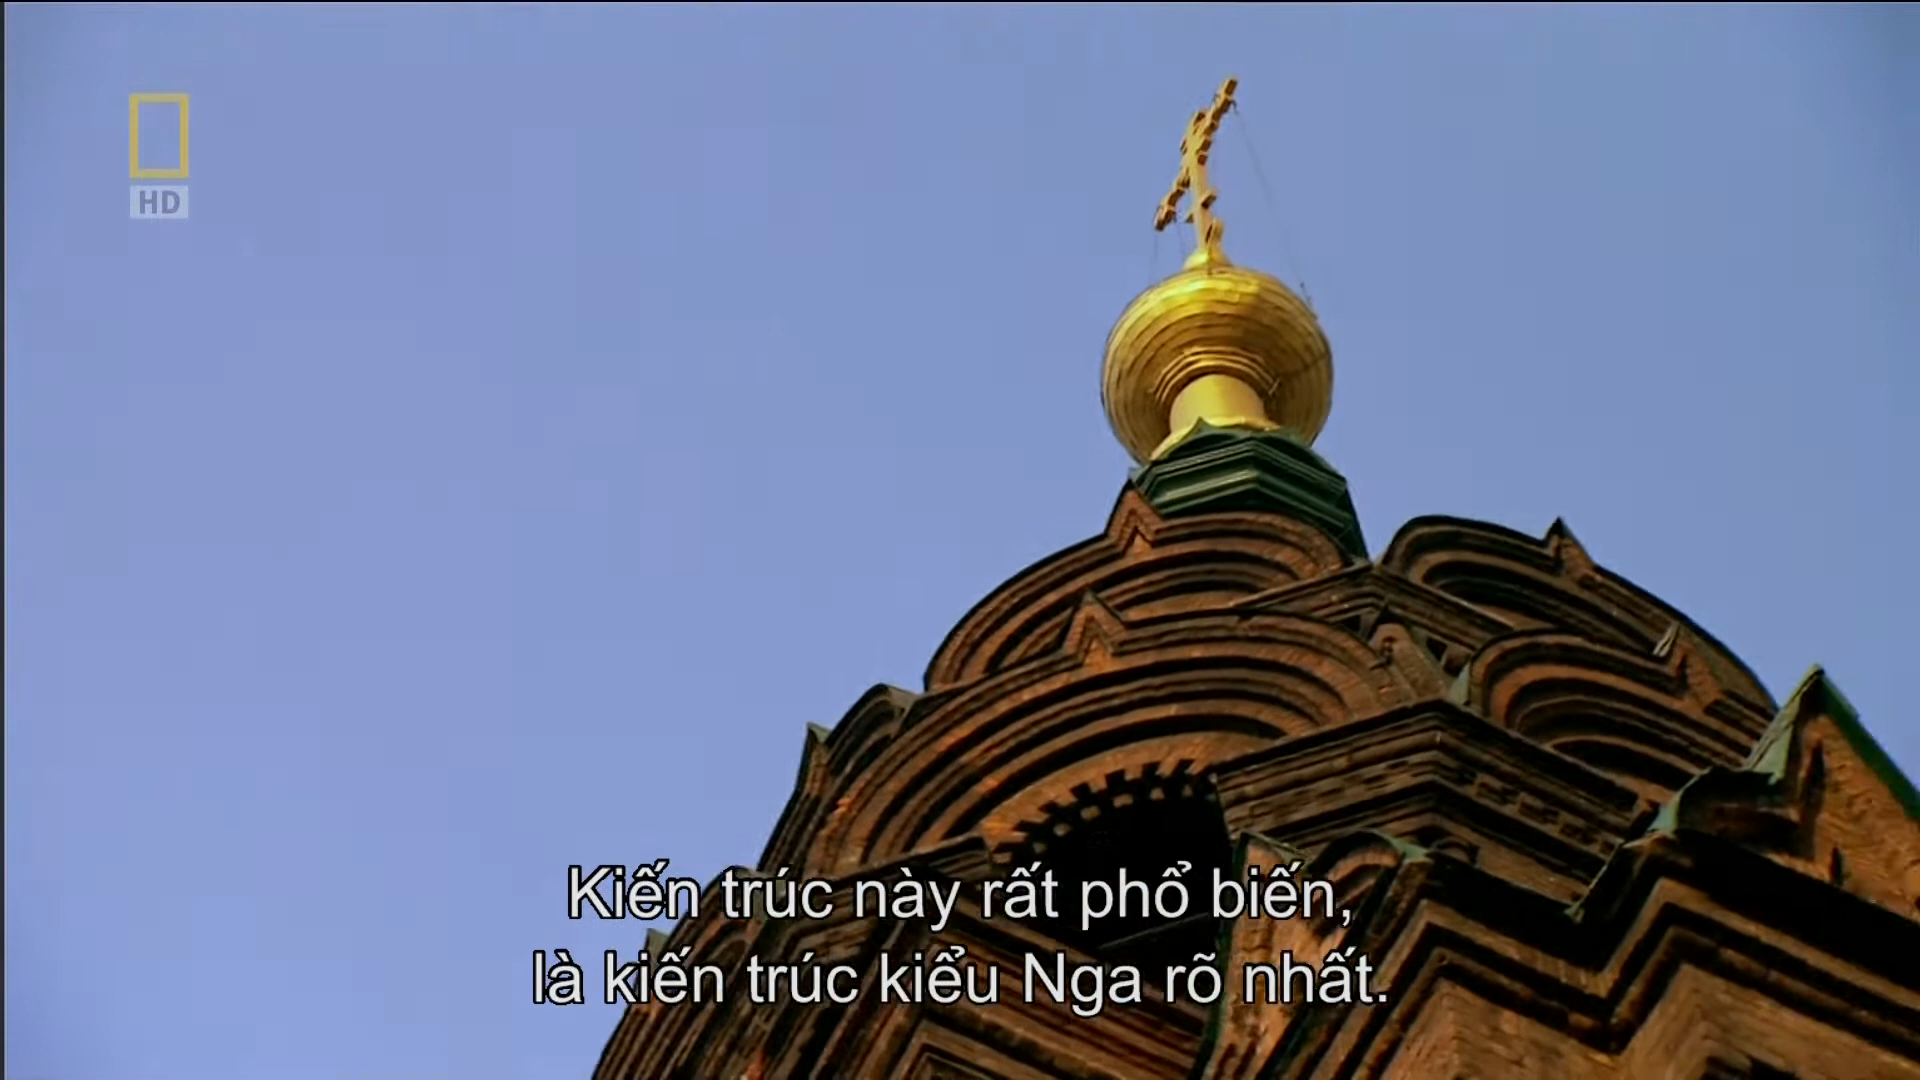 HD
Kiến trúc này rất phổ biến,
là kiến trúc kiểu Nga rõ nhất.